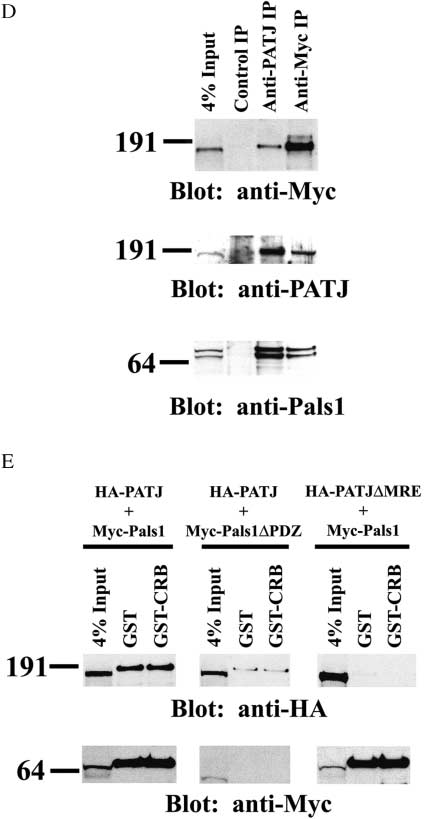 D
4% Input
Control IP
Anti-PATJ IP
Anti-Myc IP
191
Blot: anti-Myc
191
Blot: anti-PATJ
64
Blot: anti-Pals1
E
HA-PATJ
+
Myc-Pals1
HA-PATJ
+
Myc-Pals1ΔPDZ
HA-PATJΔMRE
+
Myc-Pals1
4% Input
GST
GST-CRB
4% Input
GST
GST-CRB
4% Input
GST
GST-CRB
191
Blot: anti-HA
64
Blot: anti-Myc